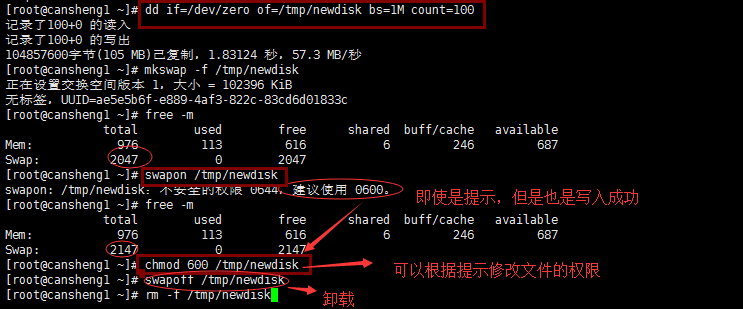 [root@cansheng1 ~]# dd if=/dev/zero of=/tmp/newdisk bs=1M count=100
记录了100+0 的读入
记录了100+0 的写出
104857600字节(105 MB)已复制，1.83124 秒，57.3 MB/秒
[root@cansheng1 ~]# mkswap -f /tmp/newdisk
正在设置交换空间版本 1，大小 = 102396 KiB
无标签，UUID=ae5e5b6f-e889-4af3-822c-83cd6d01833c
[root@cansheng1 ~]# free -m
total used free shared buff/cache available
Mem: 976 113 616 6 246 687
Swap: 2047 0 2047
[root@cansheng1 ~]# swapon /tmp/newdisk
swapon: /tmp/newdisk: 不安全的权限 0644，建议使用 0600。
[root@cansheng1 ~]# free -m
即使是提示，但是也是写入成功
total used free shared buff/cache available
Mem: 976 113 616 6 246 687
Swap: 2147 0 2147
[root@cansheng1 ~]# chmod 600 /tmp/newdisk
可以根据提示修改文件的权限
[root@cansheng1 ~]# swapoff /tmp/newdisk
[root@cansheng1 ~]# rm -f /tmp/newdisk
卸载